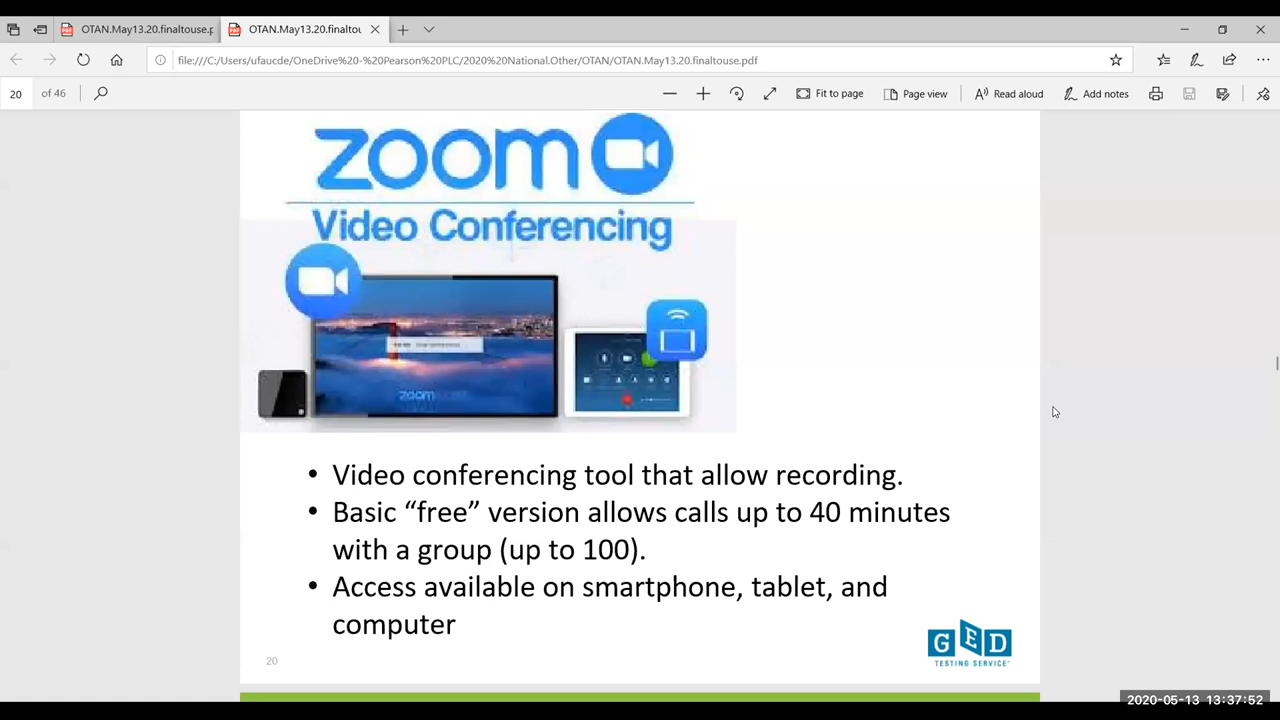 OTAN.May13.20.finaltouse.p
OTAN.May13.20.finaltou
file:///C:/Users/ufaucde/OneDrive%20-%20Pearson%20PLC/2020%20National.Other/OTAN/OTAN.May13.20.finaltouse.pdf
20 of 46
Fit to page
Page view
Read aloud
Add notes
zoom
Video Conferencing
zoom
• Video conferencing tool that allow recording.
• Basic “free” version allows calls up to 40 minutes
with a group (up to 100).
• Access available on smartphone, tablet, and
computer
GED
TESTING SERVICE®
20
2020-05-13 13:37:52